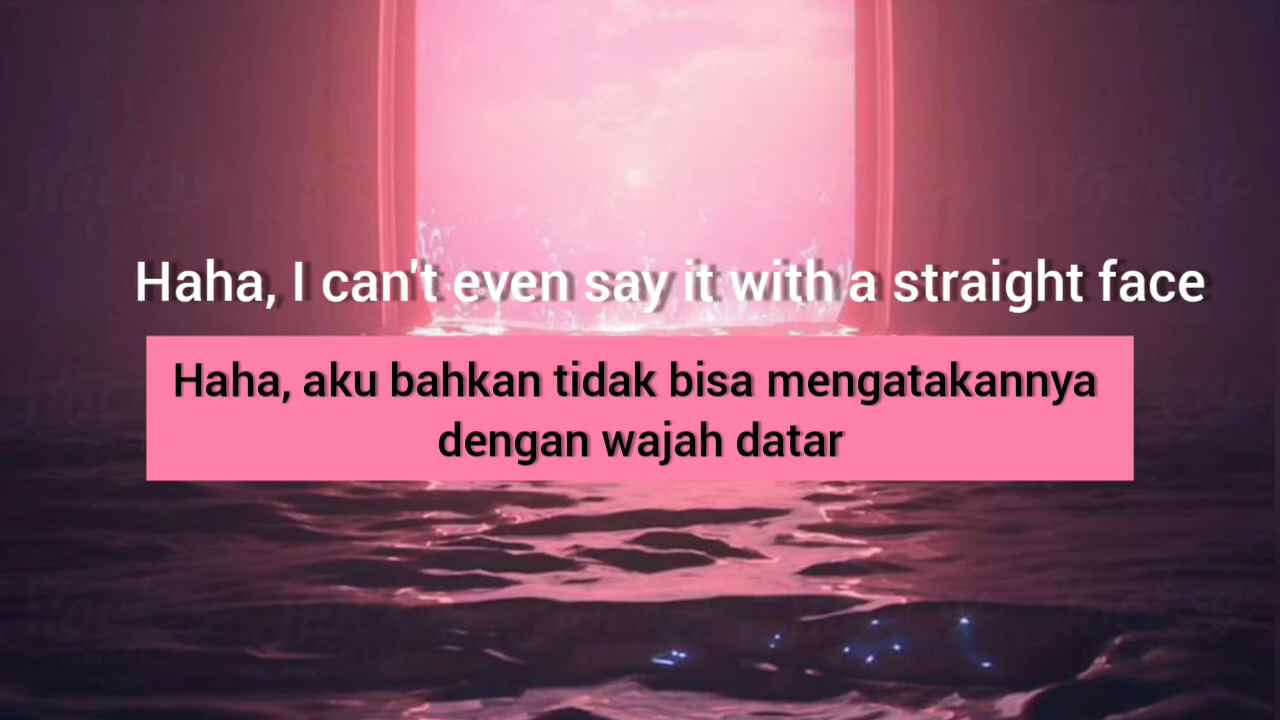 Haha, I can't even say it with a straight face
Haha, aku bahkan tidak bisa mengatakannya
dengan wajah datar